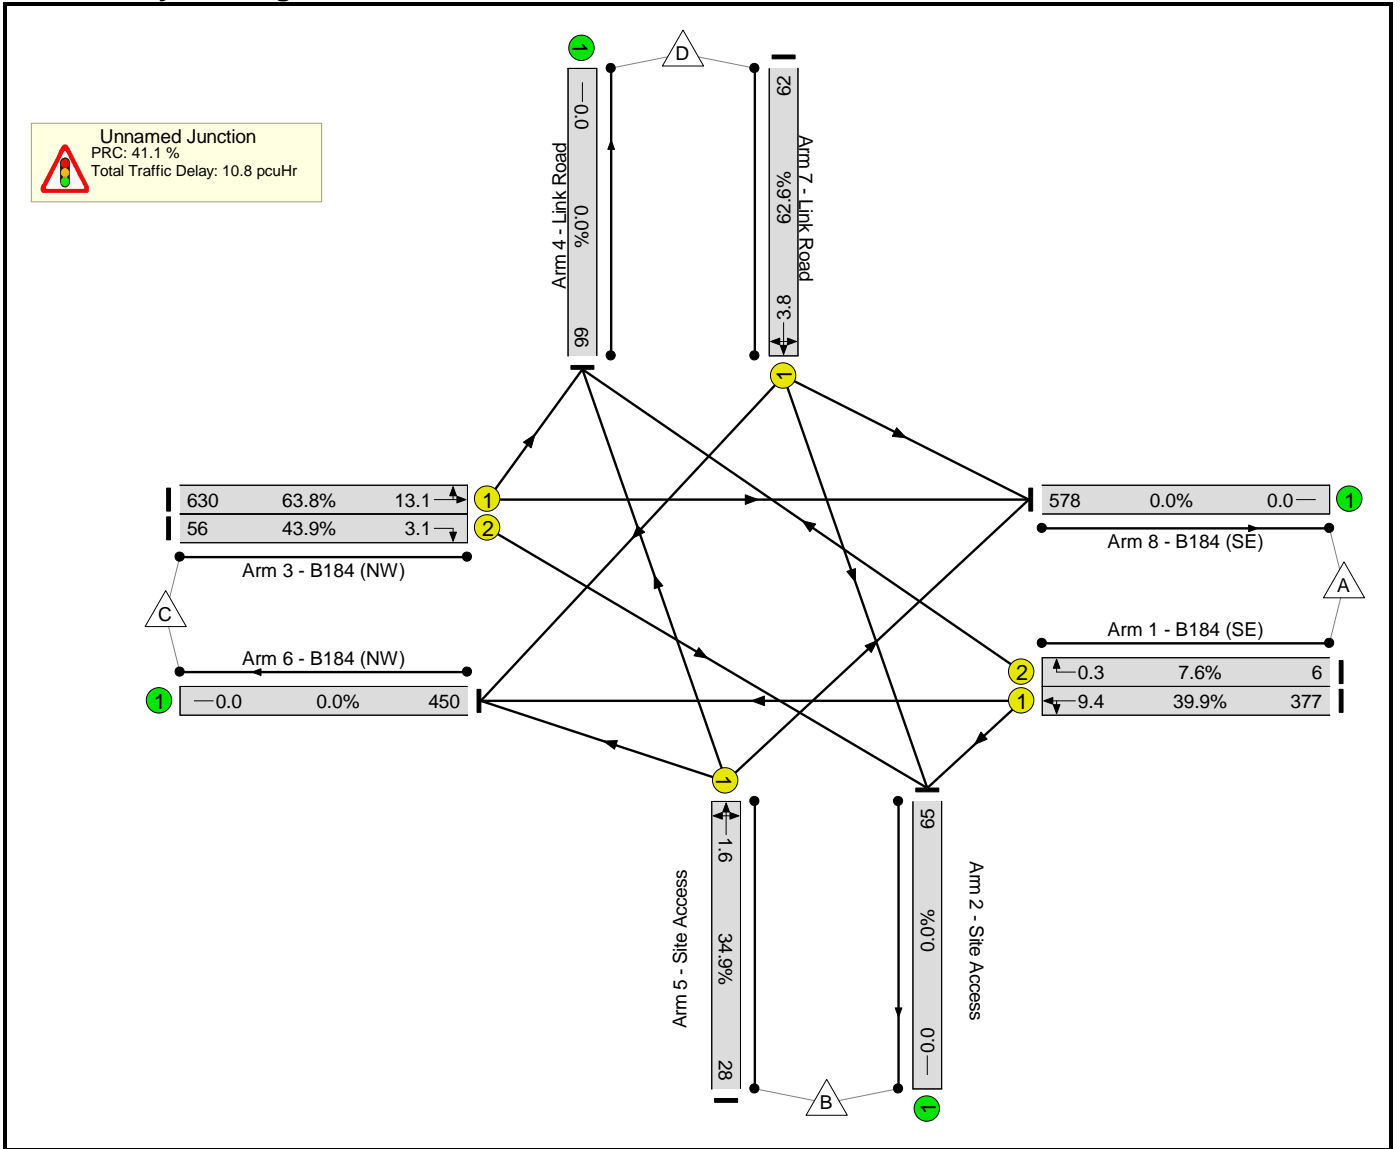 Unnamed Junction
PRC: 41.1 %
Total Traffic Delay: 10.8 pcuHr
1
D
0.0
0.0%
66
Arm 4 - Link Road
62
62.6%
3.8
Arm 7 - Link Road
1
630 63.8% 13.1
1
56 43.9% 3.1
2
Arm 3 - B184 (NW)
C
Arm 6 - B184 (NW)
1
0.0 0.0% 450
578 0.0% 0.0
1
Arm 8 - B184 (SE)
A
Arm 1 - B184 (SE)
2
0.3 7.6% 6
1
9.4 39.9% 377
1
1.6
34.9%
28
Arm 5 - Site Access
65
0.0%
0.0
Arm 2 - Site Access
B
1